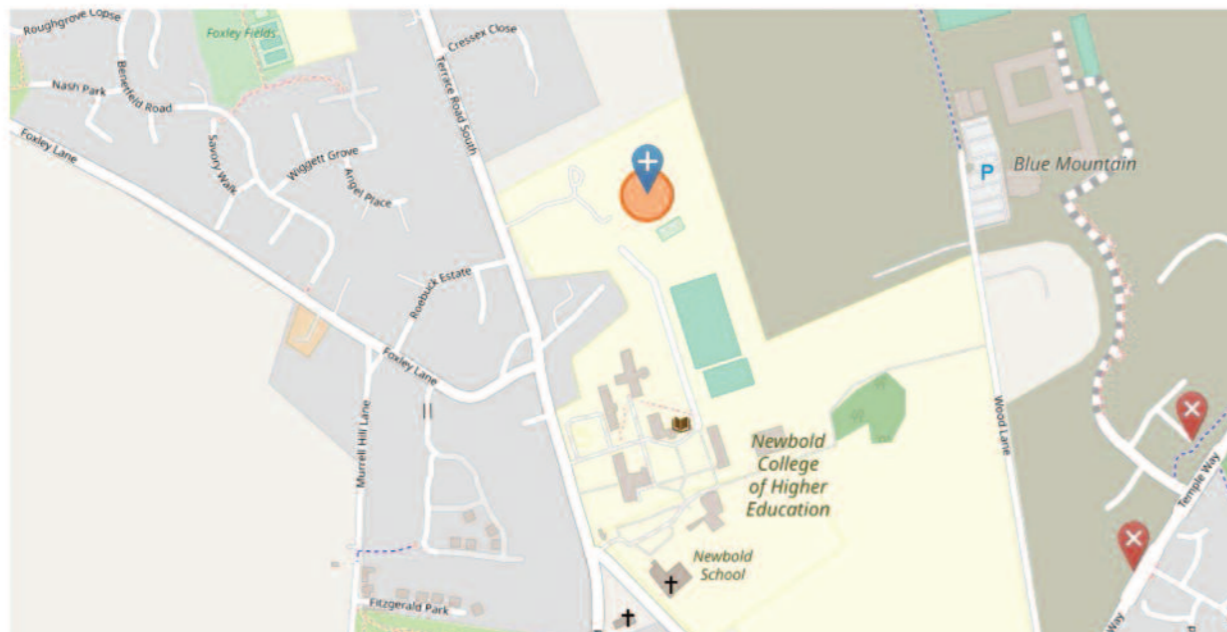 Roughgrove Copse
Foxley Fields
Cressex Close
Terrace Road South
Nash Park
Benerfeld Road
Foxley Lane
Savory Walk
Wiggett Grove
Angel Place
Blue Mountain
P
Roebuck Estate
Foxley Lane
Murrell Hill Lane
Wood Lane
Newbold
College
of Higher
Education
Temple Way
Newbold
School
Fitzgerald Park
Way